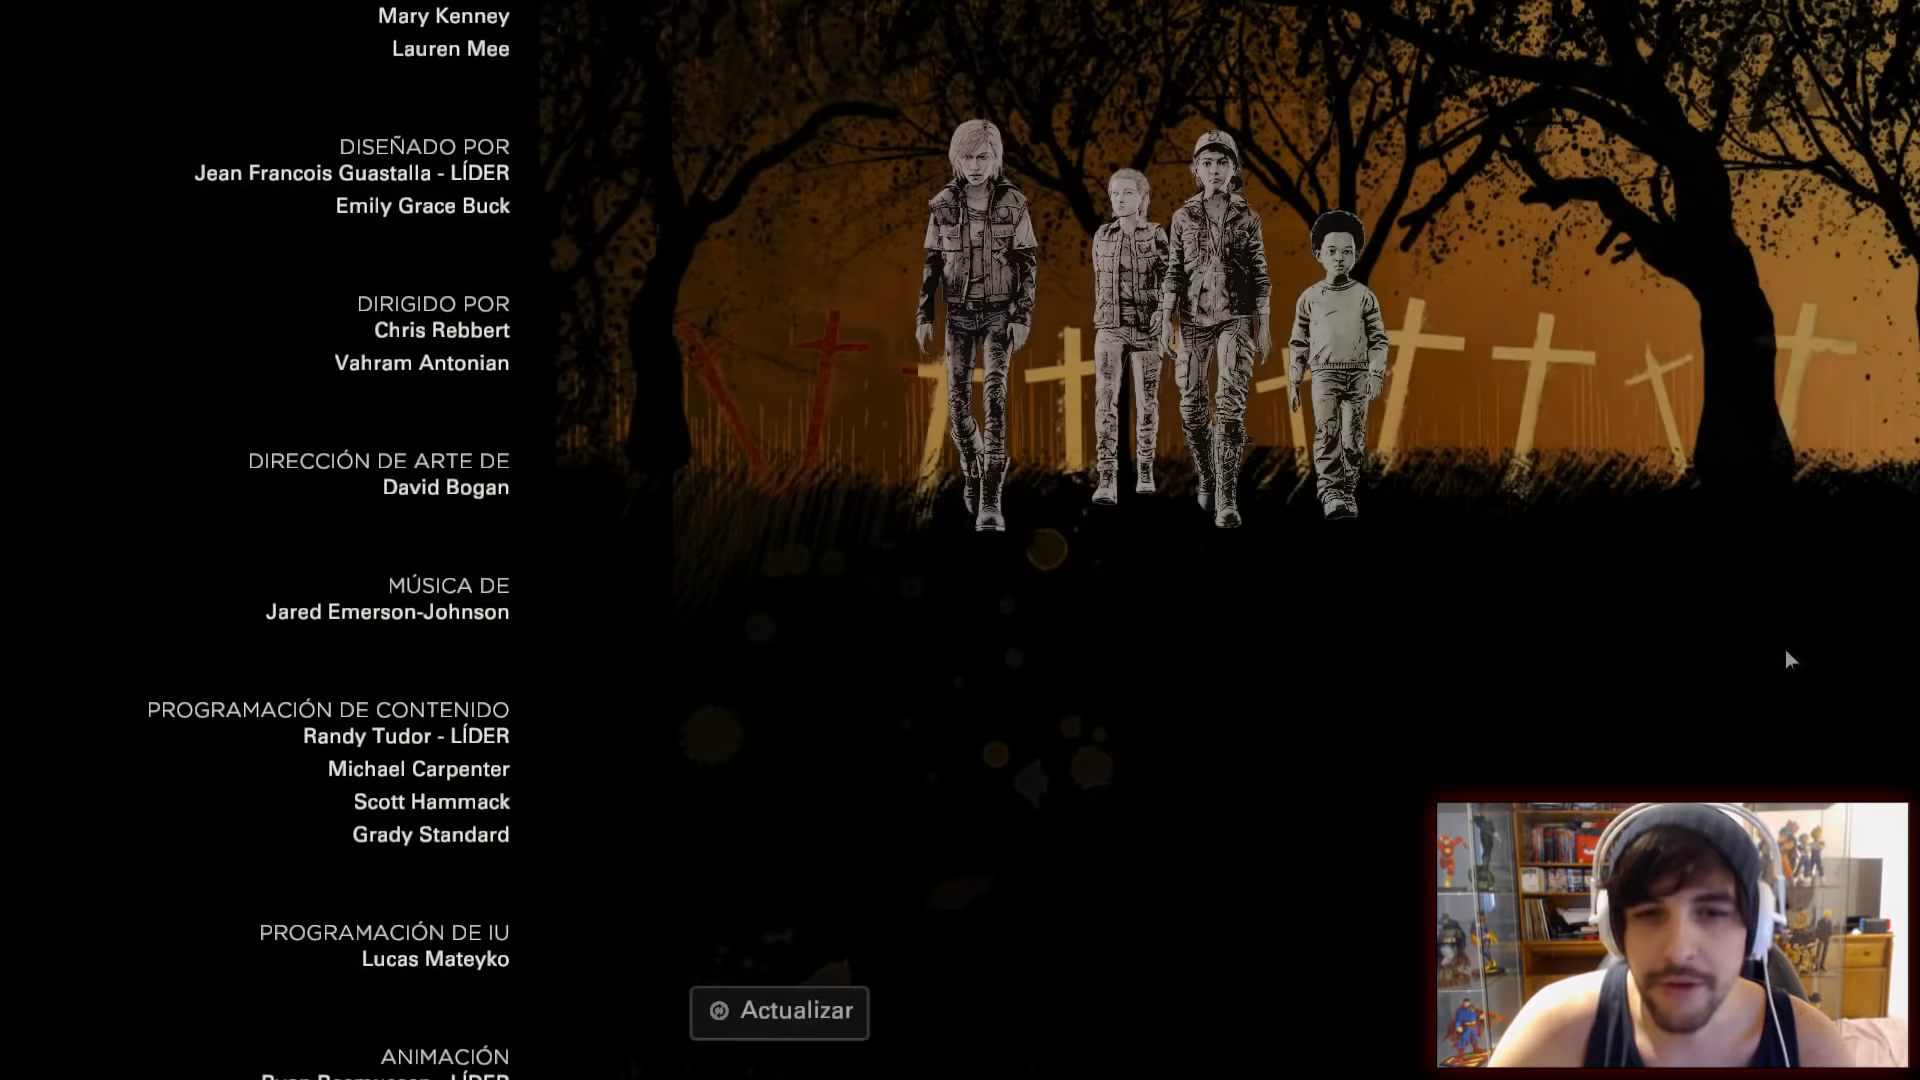 Mary Kenney
Lauren Mee
DISEÑADO POR
Jean Francois Guastalla - LÍDER
Emily Grace Buck
DIRIGIDO POR
Chris Rebbert
Vahram Antonian
DIRECCIÓN DE ARTE DE
David Bogan
MÚSICA DE
Jared Emerson-Johnson
PROGRAMACIÓN DE CONTENIDO
Randy Tudor - LÍDER
Michael Carpenter
Scott Hammack
Grady Standard
PROGRAMACIÓN DE IU
Lucas Mateyko
Actualizar
ANIMACIÓN